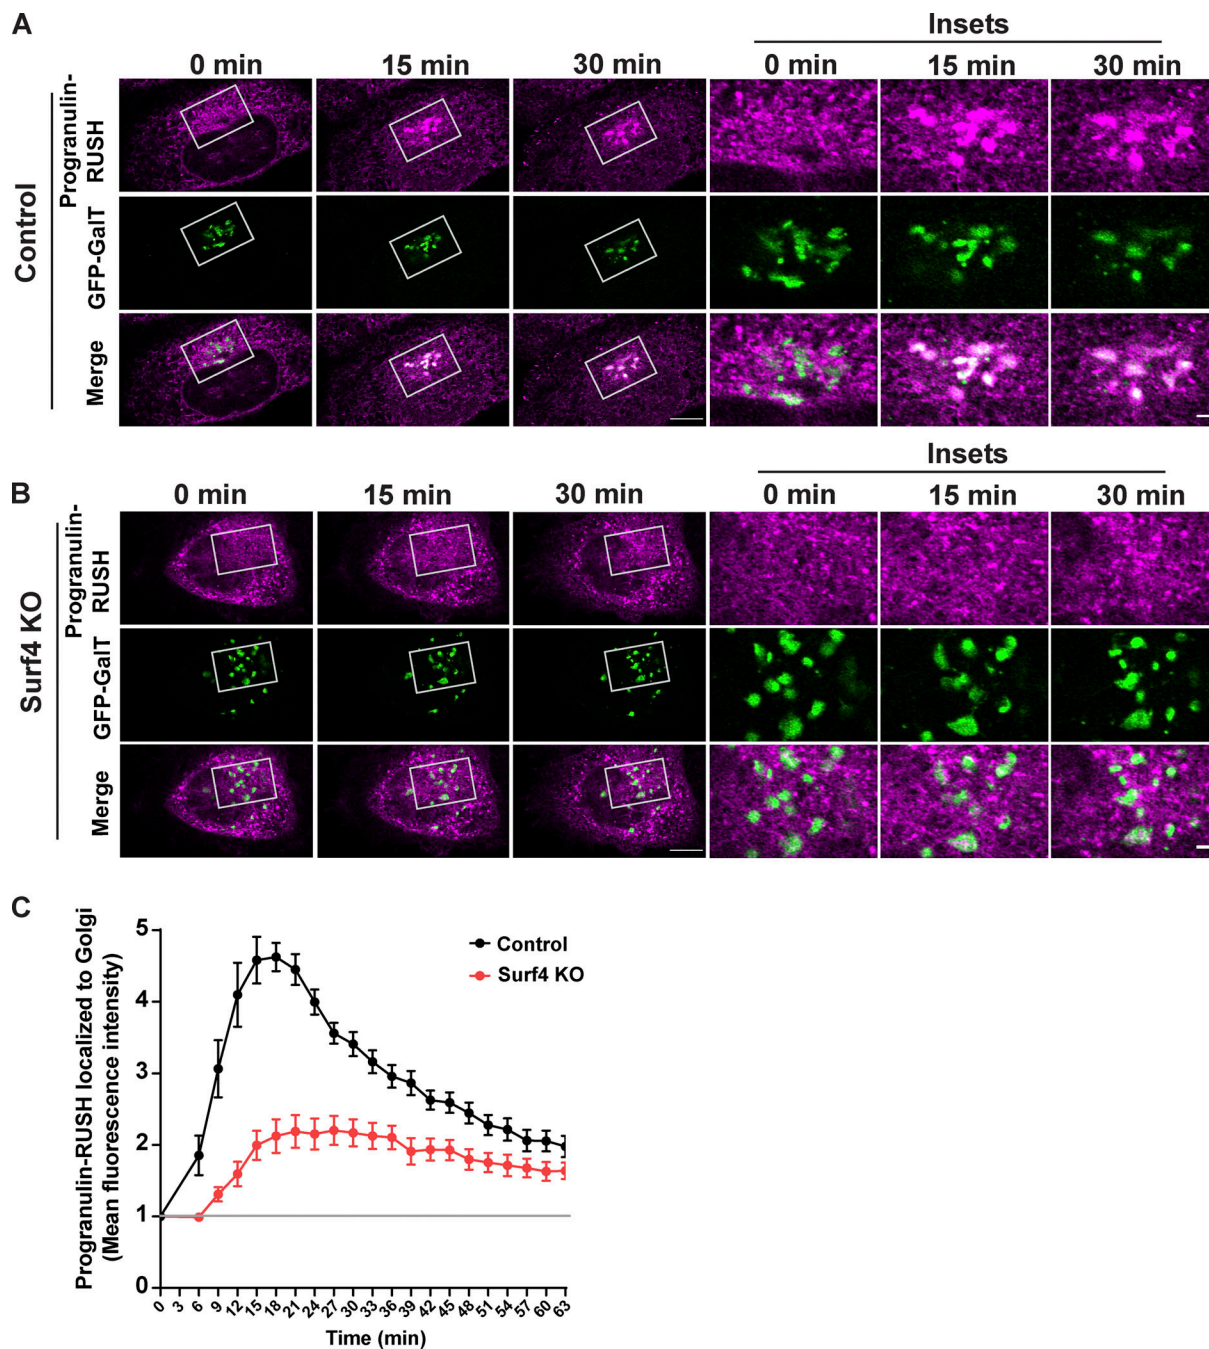 A
Insets
0 min 15 min 30 min 0 min 15 min 30 min
Control
Progranulin-
RUSH
GFP-GalT
Merge
Insets
B
0 min 15 min 30 min 0 min 15 min 30 min
Surf4 KO
Progranulin-
RUSH
GFP-GalT
Merge
C
Progranulin-RUSH localized to Golgi
(Mean fluorescence intensity)
5
4
3
2
1
0
Control
Surf4 KO
0 3 6 9 12 15 18 21 24 27 30 33 36 39 42 45 48 51 54 57 60 63
Time (min)